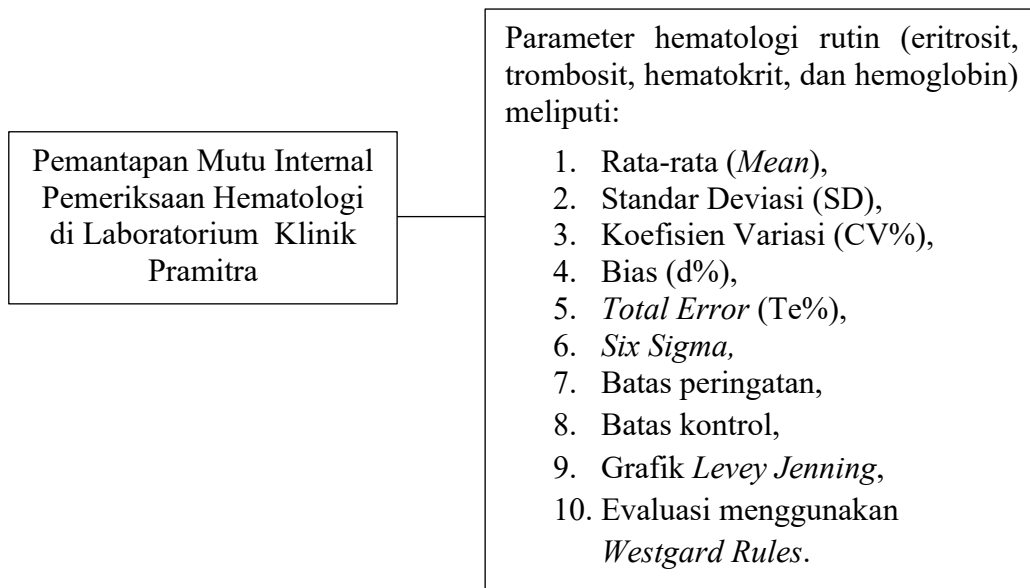 Pemantapan Mutu Internal
Pemeriksaan Hematologi
di Laboratorium Klinik
Pramitra
Parameter hematologi rutin (eritrosit,
trombosit, hematokrit, dan hemoglobin)
meliputi:
1. Rata-rata (Mean),
2. Standar Deviasi (SD),
3. Koefisien Variasi (CV%),
4. Bias (d%),
5. Total Error (Te%),
6. Six Sigma,
7. Batas peringatan,
8. Batas kontrol,
9. Grafik Levey Jenning,
10. Evaluasi menggunakan
Westgard Rules.